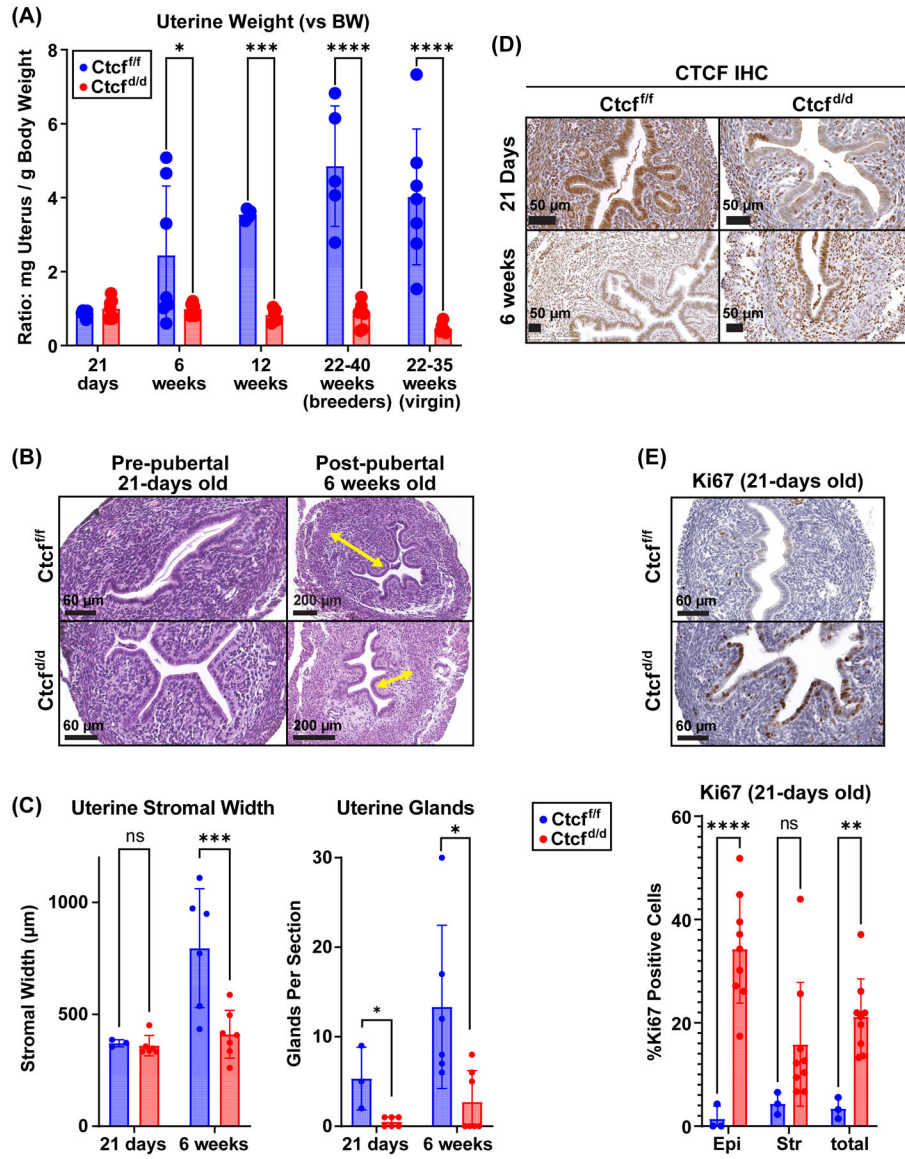 (A)
Uterine Weight (vs BW)
Ratio: mg Uterus / g Body Weight
8
6
4
2
0
Ctcf^f/f
Ctcf^d/d
*
***
****
****
21 days
6 weeks
12 weeks
22-40 weeks (breeders)
22-35 weeks (virgin)
(D)
CTCF IHC
Ctcf^f/f
Ctcf^d/d
21 Days
50 µm
50 µm
6 weeks
50 µm
50 µm
(B)
Pre-pubertal
21-days old
Post-pubertal
6 weeks old
Ctcf^f/f
60 µm
200 µm
Ctcf^d/d
60 µm
200 µm
(E)
Ki67 (21-days old)
Ctcf^f/f
60 µm
Ctcf^d/d
60 µm
(C)
Uterine Stromal Width
Stromal Width (µm)
1000
500
0
ns
***
21 days
6 weeks
Uterine Glands
Glands Per Section
30
20
10
0
*
*
21 days
6 weeks
Ctcf^f/f
Ctcf^d/d
Ki67 (21-days old)
%Ki67 Positive Cells
60
40
20
0
****
ns
**
Epi
Str
total